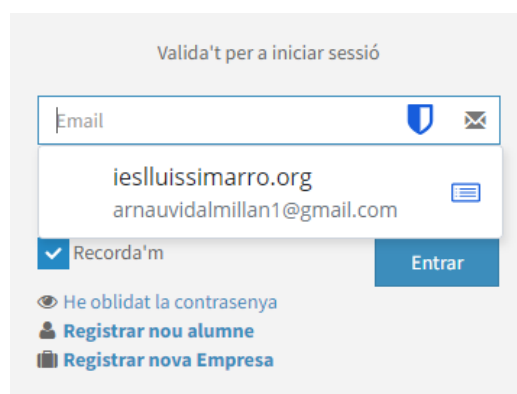 Valida't per a iniciar sessió
Email
ieslluissimarro.org
arnauvidalmillan1@gmail.com
Recorda'm
Entrar
He oblidat la contrasenya
Registrar nou alumne
Registrar nova Empresa